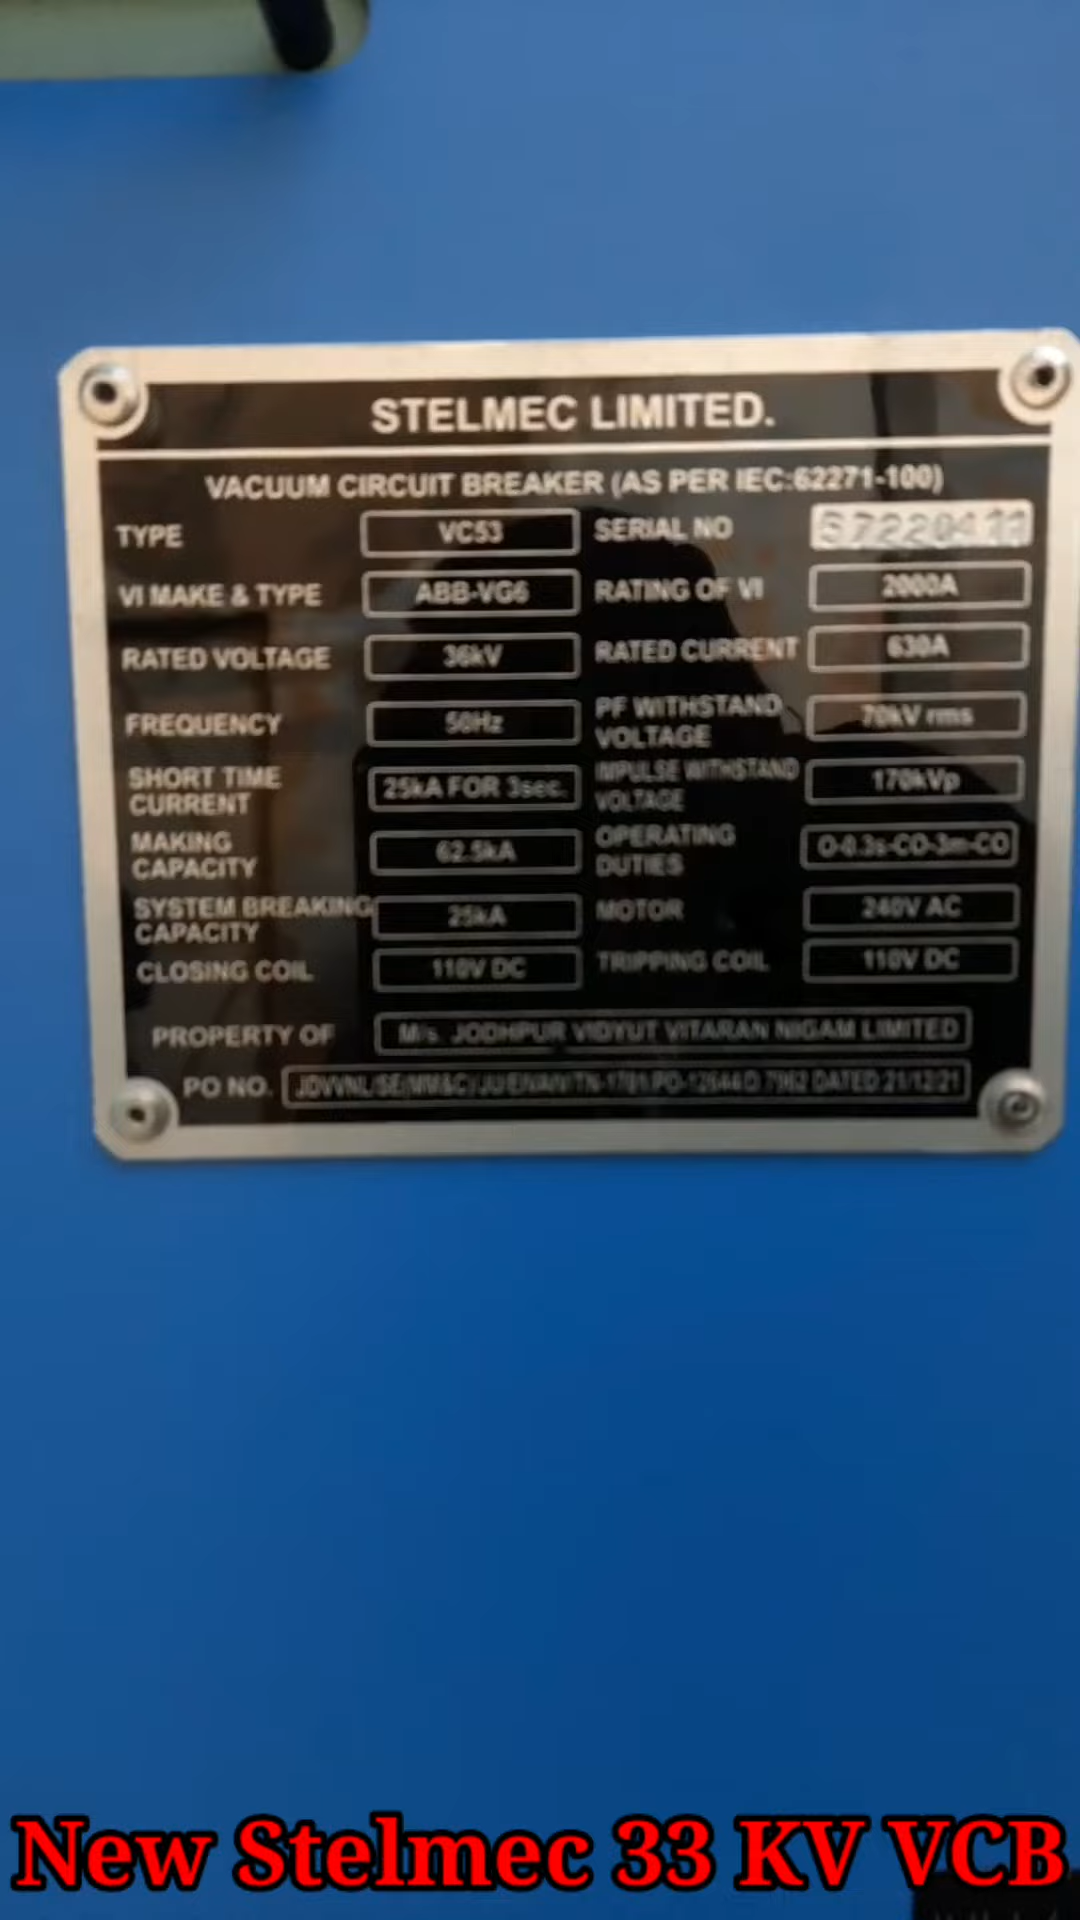 STELMEC LIMITED.
VACUUM CIRCUIT BREAKER (AS PER IEC:62271-100)
TYPE VC53 SERIAL NO
VI MAKE & TYPE ABB-VG6 RATING OF VI 2000A
RATED VOLTAGE 36kV RATED CURRENT 630A
FREQUENCY 50Hz PF WITHSTAND VOLTAGE 70kV rms
SHORT TIME CURRENT 25kA FOR 3sec. IMPULSE WITHSTAND VOLTAGE 170kVp
MAKING CAPACITY 62.5kA OPERATING DUTIES O-0.3s-CO-3m-CO
SYSTEM BREAKING CAPACITY 25kA MOTOR 240V AC
CLOSING COIL 110V DC TRIPPING COIL 110V DC
PROPERTY OF M/s. JODHPUR VIDYUT VITARAN NIGAM LIMITED
PO NO. DATED 21/12/21
New Stelmec 33 KV VCB